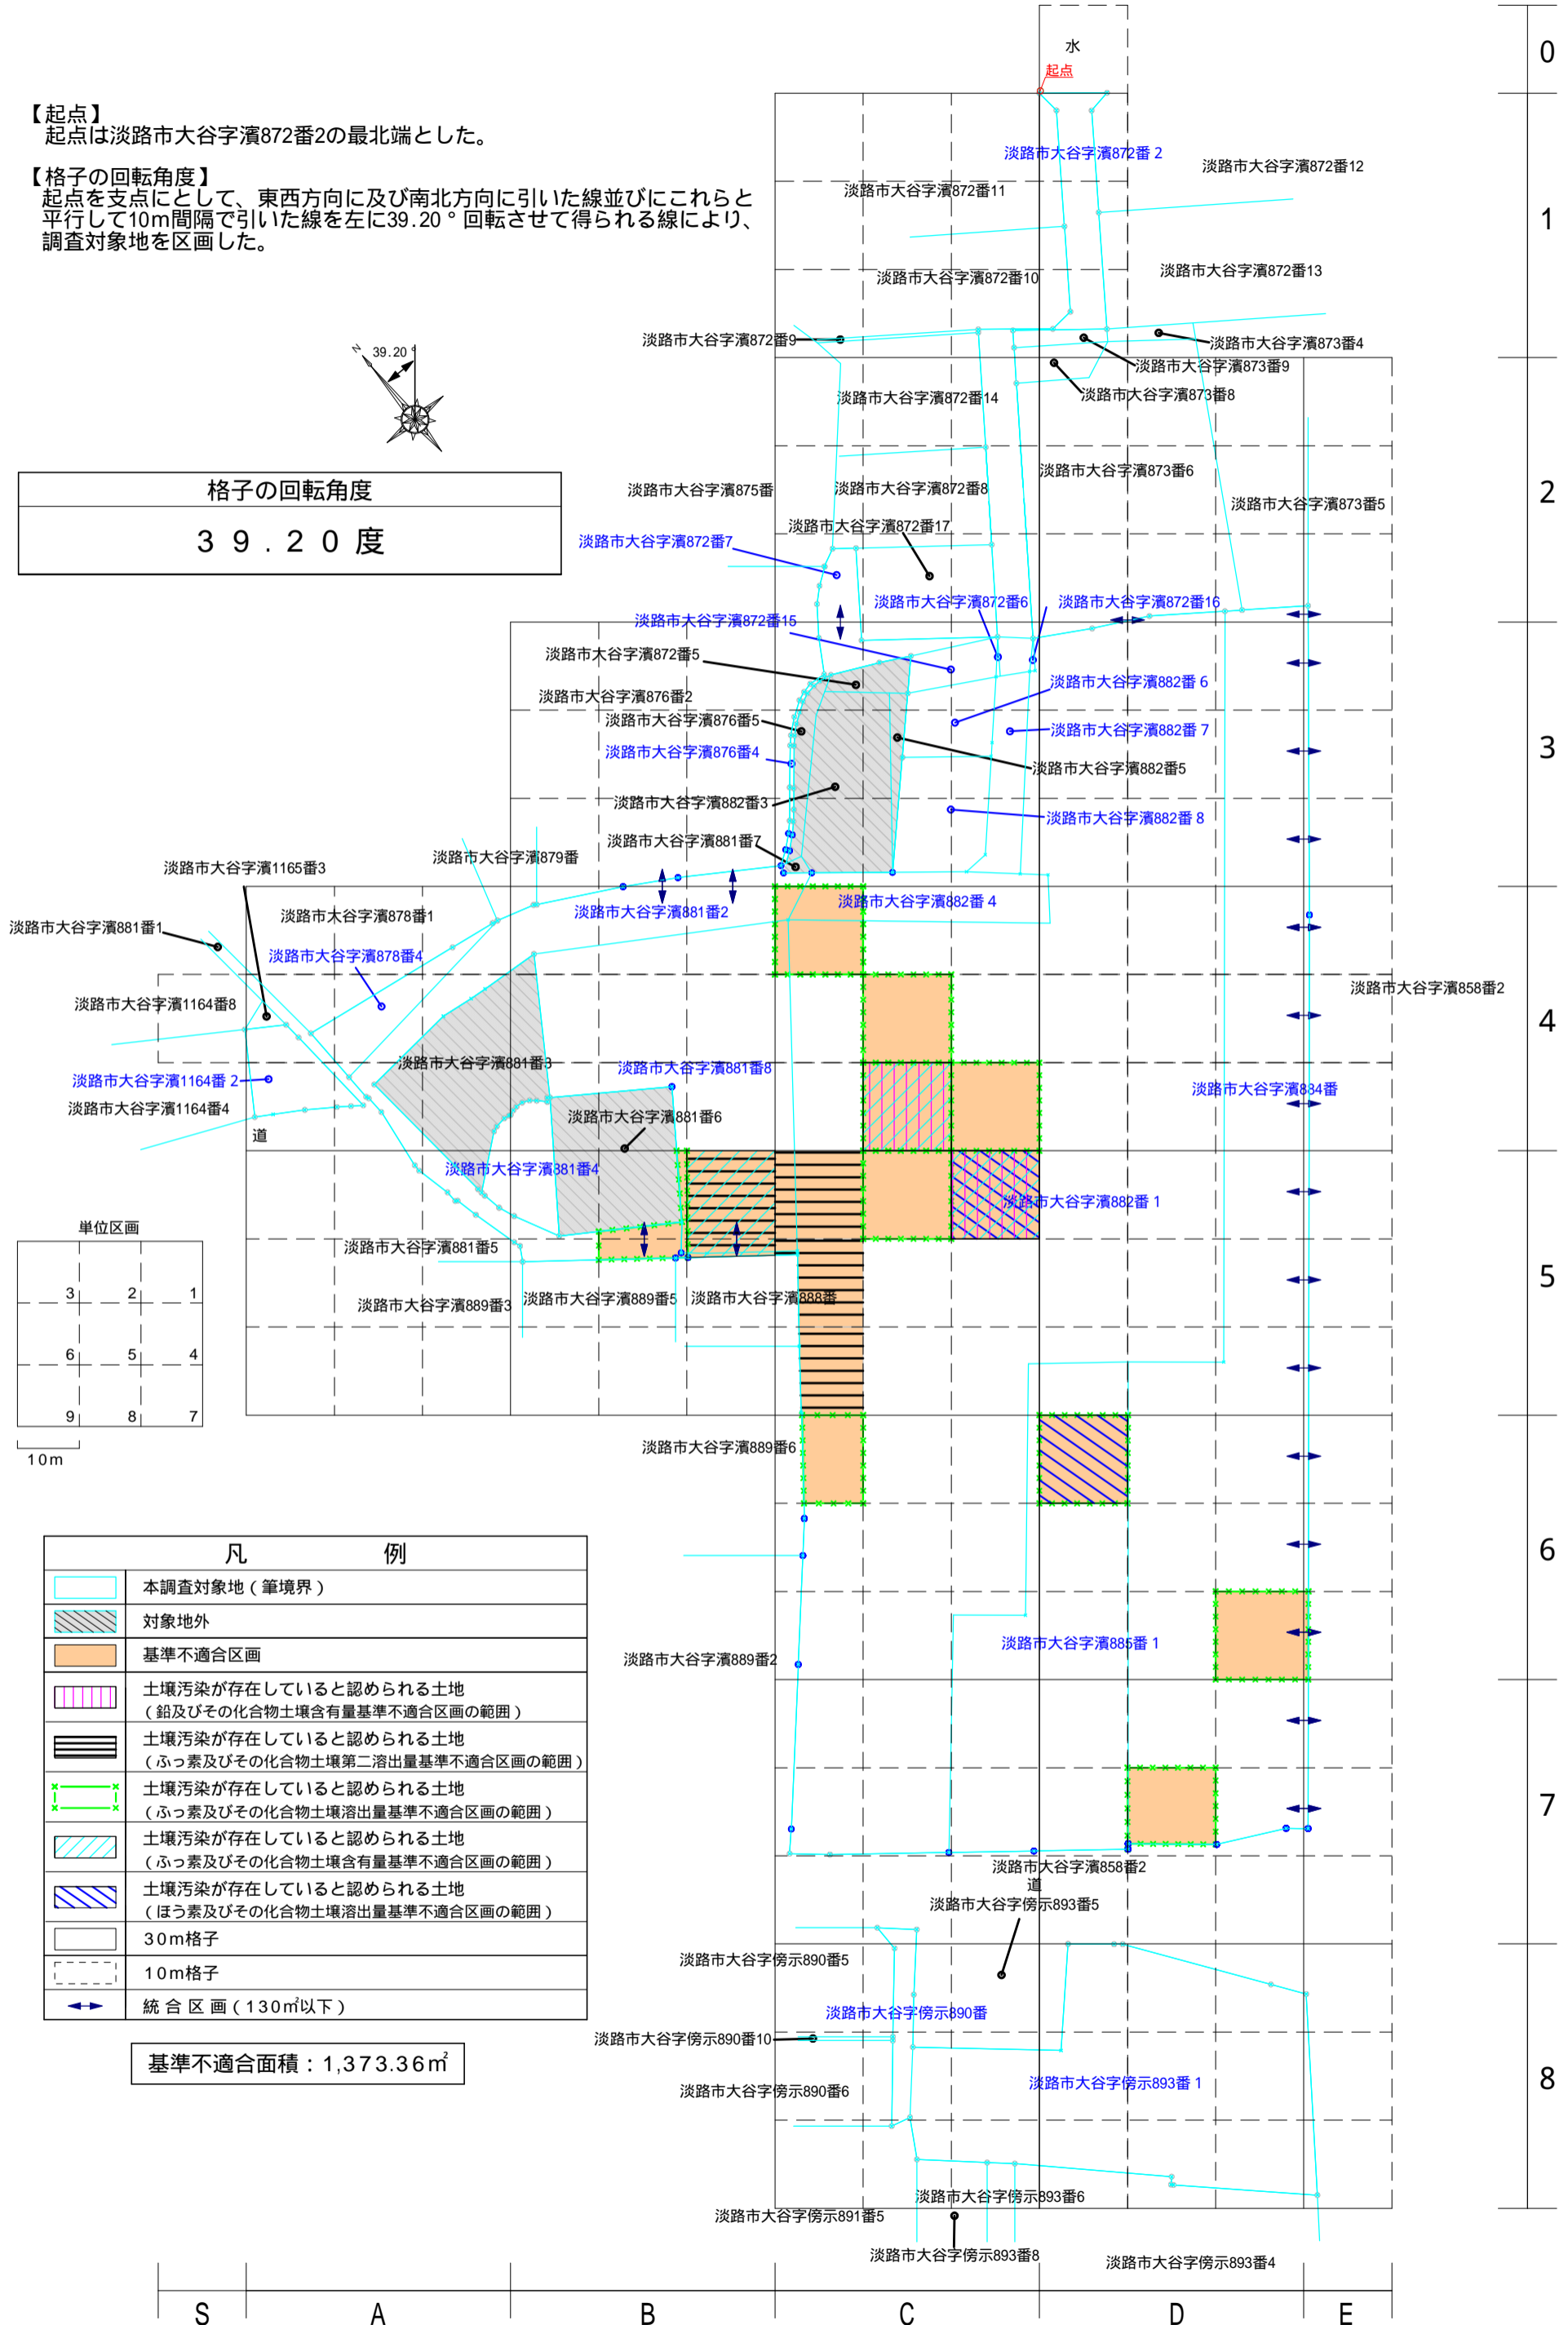 水
0
起点
【起点】
起点は淡路市大谷字濱872番2の最北端とした。
【格子の回転角度】
起点を支点にとして、東西方向に及び南北方向に引いた線並びにこれらと
平行して10m間隔で引いた線を左に39.20°回転させて得られる線により、
調査対象地を区画した。
淡路市大谷字濱872番2
淡路市大谷字濱872番12
淡路市大谷字濱872番11
1
淡路市大谷字濱872番10
淡路市大谷字濱872番13
淡路市大谷字濱872番9
淡路市大谷字濱873番4
淡路市大谷字濱873番9
淡路市大谷字濱873番8
N
39.20°
淡路市大谷字濱872番14
格子の回転角度
39.20度
淡路市大谷字濱875番
淡路市大谷字濱872番8
淡路市大谷字濱873番6
淡路市大谷字濱873番5
2
淡路市大谷字濱872番17
淡路市大谷字濱872番7
淡路市大谷字濱872番6
淡路市大谷字濱872番16
淡路市大谷字濱872番15
淡路市大谷字濱872番5
淡路市大谷字濱882番6
淡路市大谷字濱876番2
淡路市大谷字濱876番5
淡路市大谷字濱882番7
淡路市大谷字濱876番4
淡路市大谷字濱882番5
3
淡路市大谷字濱882番3
淡路市大谷字濱882番8
淡路市大谷字濱881番7
淡路市大谷字濱879番
淡路市大谷字濱1165番3
淡路市大谷字濱882番4
淡路市大谷字濱881番2
淡路市大谷字濱878番1
淡路市大谷字濱881番1
淡路市大谷字濱878番4
淡路市大谷字濱858番2
淡路市大谷字濱1164番8
4
淡路市大谷字濱881番3
淡路市大谷字濱881番8
淡路市大谷字濱1164番2
淡路市大谷字濱884番
淡路市大谷字濱1164番4
淡路市大谷字濱881番6
道
淡路市大谷字濱881番4
淡路市大谷字濱882番1
単位区画
淡路市大谷字濱881番5
5
3
2
1
淡路市大谷字濱889番3
淡路市大谷字濱889番5
淡路市大谷字濱888番
6
5
4
9
8
7
10m
淡路市大谷字濱889番6
6
凡例
本調査対象地(筆境界)
対象地外
基準不適合区画
土壌汚染が存在していると認められる土地
(鉛及びその化合物土壌含有量基準不適合区画の範囲)
土壌汚染が存在していると認められる土地
(ふっ素及びその化合物土壌第二溶出量基準不適合区画の範囲)
土壌汚染が存在していると認められる土地
(ふっ素及びその化合物土壌溶出量基準不適合区画の範囲)
土壌汚染が存在していると認められる土地
(ふっ素及びその化合物土壌含有量基準不適合区画の範囲)
土壌汚染が存在していると認められる土地
(ほう素及びその化合物土壌溶出量基準不適合区画の範囲)
30m格子
10m格子
統合区画(130㎡以下)
淡路市大谷字濱885番1
淡路市大谷字濱889番2
7
淡路市大谷字濱858番2
道
淡路市大谷字傍示893番5
淡路市大谷字傍示890番5
淡路市大谷字傍示890番
淡路市大谷字傍示890番10
基準不適合面積:1,373.36㎡
淡路市大谷字傍示893番1
8
淡路市大谷字傍示890番6
淡路市大谷字傍示893番6
淡路市大谷字傍示891番5
淡路市大谷字傍示893番8
淡路市大谷字傍示893番4
S
A
B
C
D
E